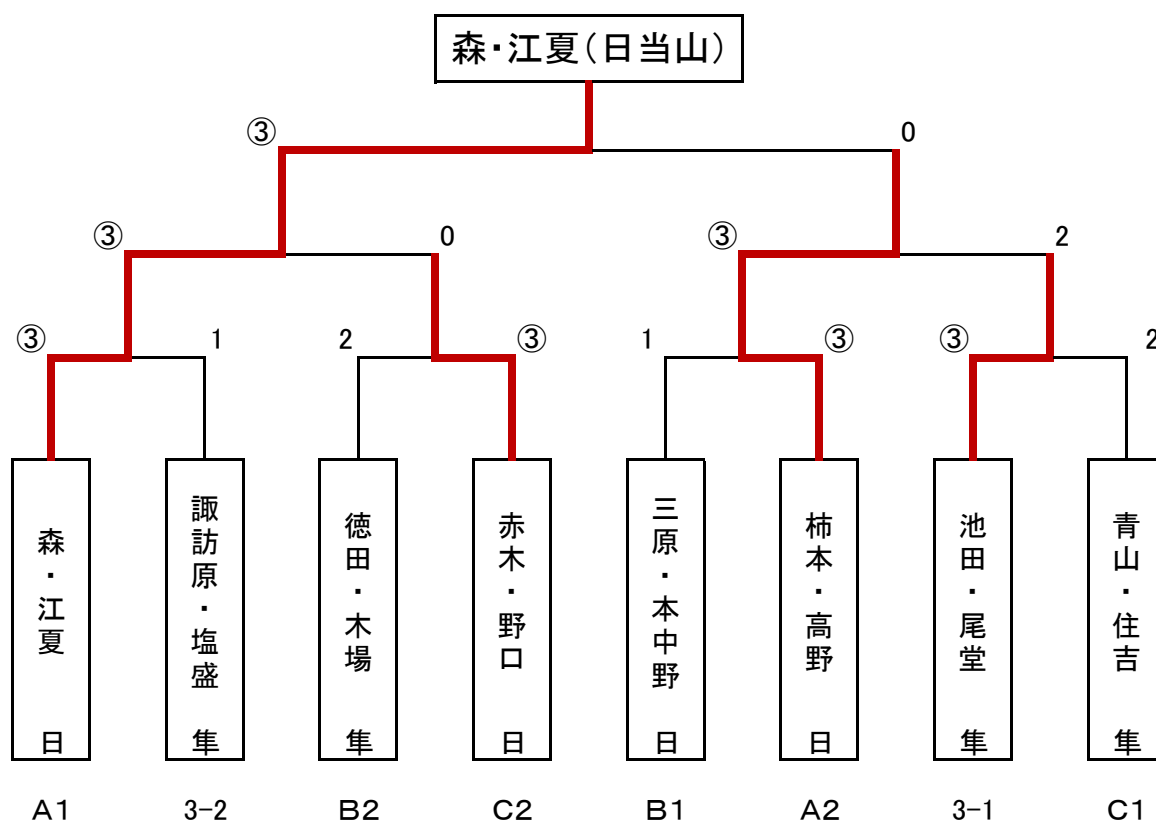 森・江夏(日当山)
③ 0
③ 0 ③ 2
③ 1 2 ③ 1 ③ ③ 2
森・江夏 日
諏訪原・塩盛 隼
徳田・木場 隼
赤木・野口 日
三原・本中野 日
柿本・高野 日
池田・尾堂 隼
青山・住吉 隼
A1 3-2 B2 C2 B1 A2 3-1 C1